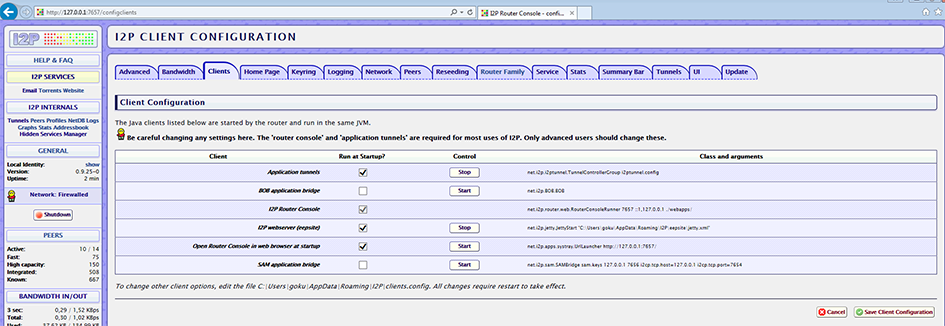 http://127.0.0.1:7657/configclients
I2P Router Console - confi...
I2P
I2P CLIENT CONFIGURATION
HELP & FAQ
I2P SERVICES
Email Torrents Website
I2P INTERNALS
Tunnels Peers Profiles NetDB Logs
Graphs Stats Addressbook
Hidden Services Manager
GENERAL
Local Identity: show
Version: 0.9.25-0
Uptime: 2 min
Network: Firewalled
Shutdown
PEERS
Active: 10 / 14
Fast: 75
High capacity: 150
Integrated: 508
Known: 667
BANDWIDTH IN/OUT
3 sec: 0,29 / 1,52 KBps
Total: 0,30 / 1,02 KBps
Used: 37,62 KB / 134,99 KB
Advanced Bandwidth Clients Home Page Keyring Logging Network Peers Reseeding Router Family Service Stats Summary Bar Tunnels UI Update
Client Configuration
The Java clients listed below are started by the router and run in the same JVM.
Be careful changing any settings here. The 'router console' and 'application tunnels' are required for most uses of I2P. Only advanced users should change these.
Client Run at Startup? Control Class and arguments
Application tunnels Stop net.i2p.i2ptunnel.TunnelControllerGroup i2ptunnel.config
BOB application bridge Start net.i2p.BOB.BOB
I2P Router Console net.i2p.router.web.RouterConsoleRunner 7657 ::1,127.0.0.1 ./webapps/
I2P webserver (eepsite) Stop net.i2p.jetty.JettyStart "C:\Users\goku\AppData\Roaming\I2P\eepsite\jetty.xml"
Open Router Console in web browser at startup Start net.i2p.apps.systray.UrlLauncher http://127.0.0.1:7657/
SAM application bridge Start net.i2p.sam.SAMBridge sam.keys 127.0.0.1 7656 i2cp.tcp.host=127.0.0.1 i2cp.tcp.port=7654
To change other client options, edit the file C:\Users\goku\AppData\Roaming\I2P\clients.config. All changes require restart to take effect.
Cancel Save Client Configuration